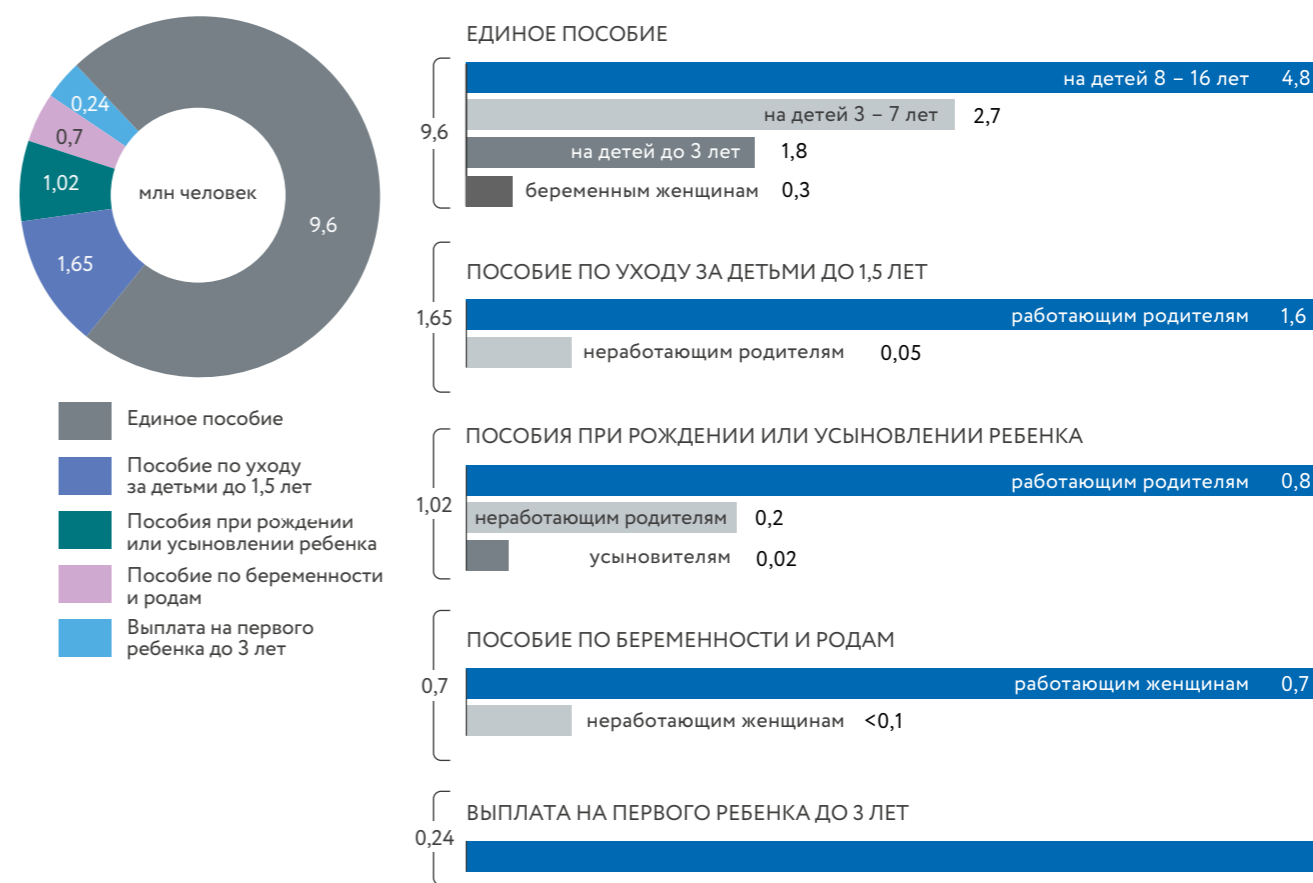 0,24
0,7
1,02
1,65
9,6
млн человек
Единое пособие
Пособие по уходу
за детьми до 1,5 лет
Пособия при рождении
или усыновлении ребенка
Пособие по беременности
и родам
Выплата на первого
ребенка до 3 лет
ЕДИНОЕ ПОСОБИЕ
9,6
на детей 8 – 16 лет 4,8
на детей 3 – 7 лет 2,7
на детей до 3 лет 1,8
беременным женщинам 0,3
ПОСОБИЕ ПО УХОДУ ЗА ДЕТЬМИ ДО 1,5 ЛЕТ
1,65
работающим родителям 1,6
неработающим родителям 0,05
ПОСОБИЯ ПРИ РОЖДЕНИИ ИЛИ УСЫНОВЛЕНИИ РЕБЕНКА
1,02
работающим родителям 0,8
неработающим родителям 0,2
усыновителям 0,02
ПОСОБИЕ ПО БЕРЕМЕННОСТИ И РОДАМ
0,7
работающим женщинам 0,7
неработающим женщинам <0,1
ВЫПЛАТА НА ПЕРВОГО РЕБЕНКА ДО 3 ЛЕТ
0,24